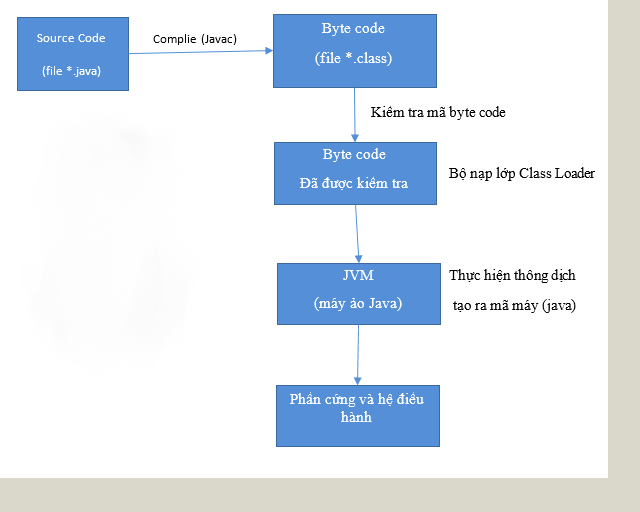 Source Code
(file *.java)
Complie (Javac)
Byte code
(file *.class)
Kiểm tra mã byte code
Byte code
Đã được kiểm tra
Bộ nạp lớp Class Loader
JVM
(máy ảo Java)
Thực hiện thông dịch
tạo ra mã máy (java)
Phần cứng và hệ điều
hành